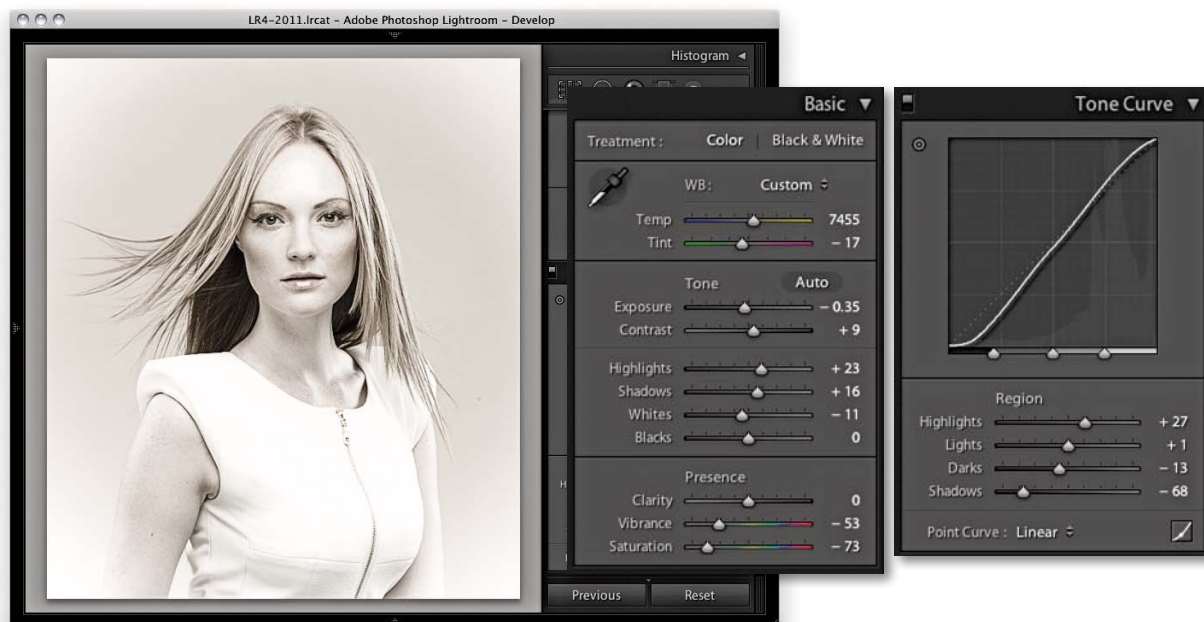 LR4-2011.lrcat – Adobe Photoshop Lightroom – Develop
Histogram
Basic
Treatment : Color | Black & White
WB: Custom
Temp 7455
Tint – 17
Tone Auto
Exposure – 0.35
Contrast + 9
Highlights + 23
Shadows + 16
Whites – 11
Blacks 0
Presence
Clarity 0
Vibrance – 53
Saturation – 73
Previous Reset
Tone Curve
Region
Highlights + 27
Lights + 1
Darks – 13
Shadows – 68
Point Curve : Linear